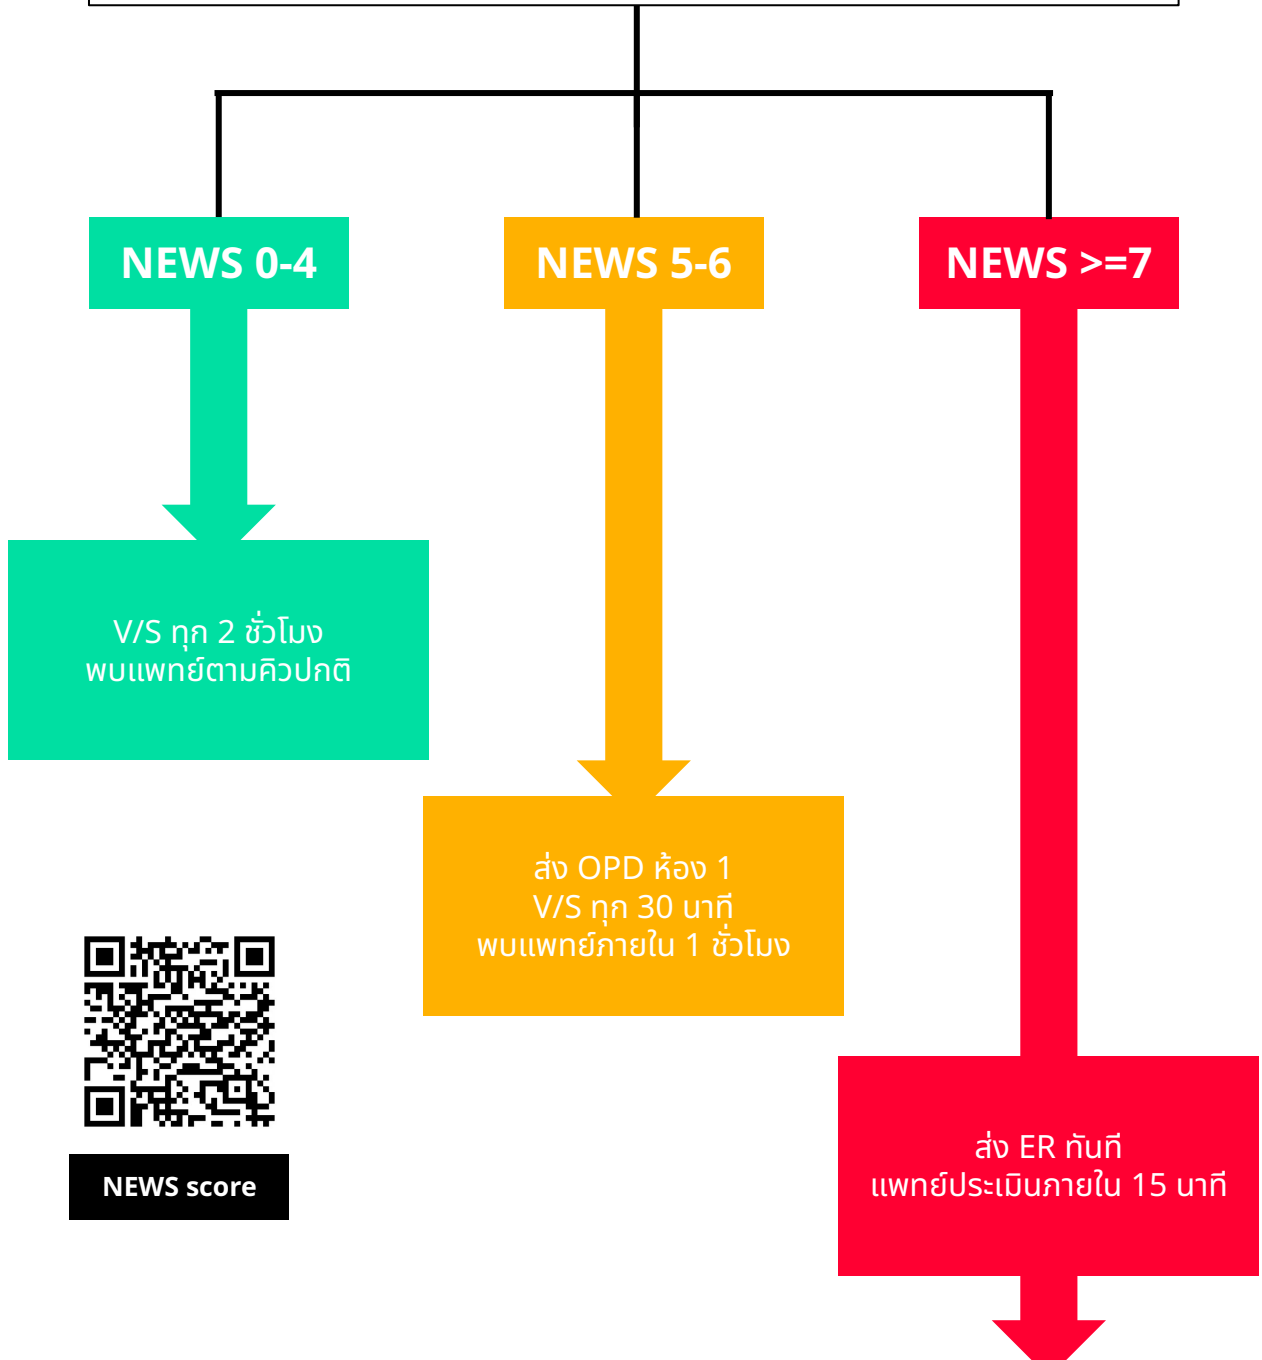 NEWS 0-4
NEWS 5-6
NEWS >=7
V/S ทุก 2 ชั่วโมง
พบแพทย์ตามคิวปกติ
ส่ง OPD ห้อง 1
V/S ทุก 30 นาที
พบแพทย์ภายใน 1 ชั่วโมง
ส่ง ER ทันที
แพทย์ประเมินภายใน 15 นาที
NEWS score